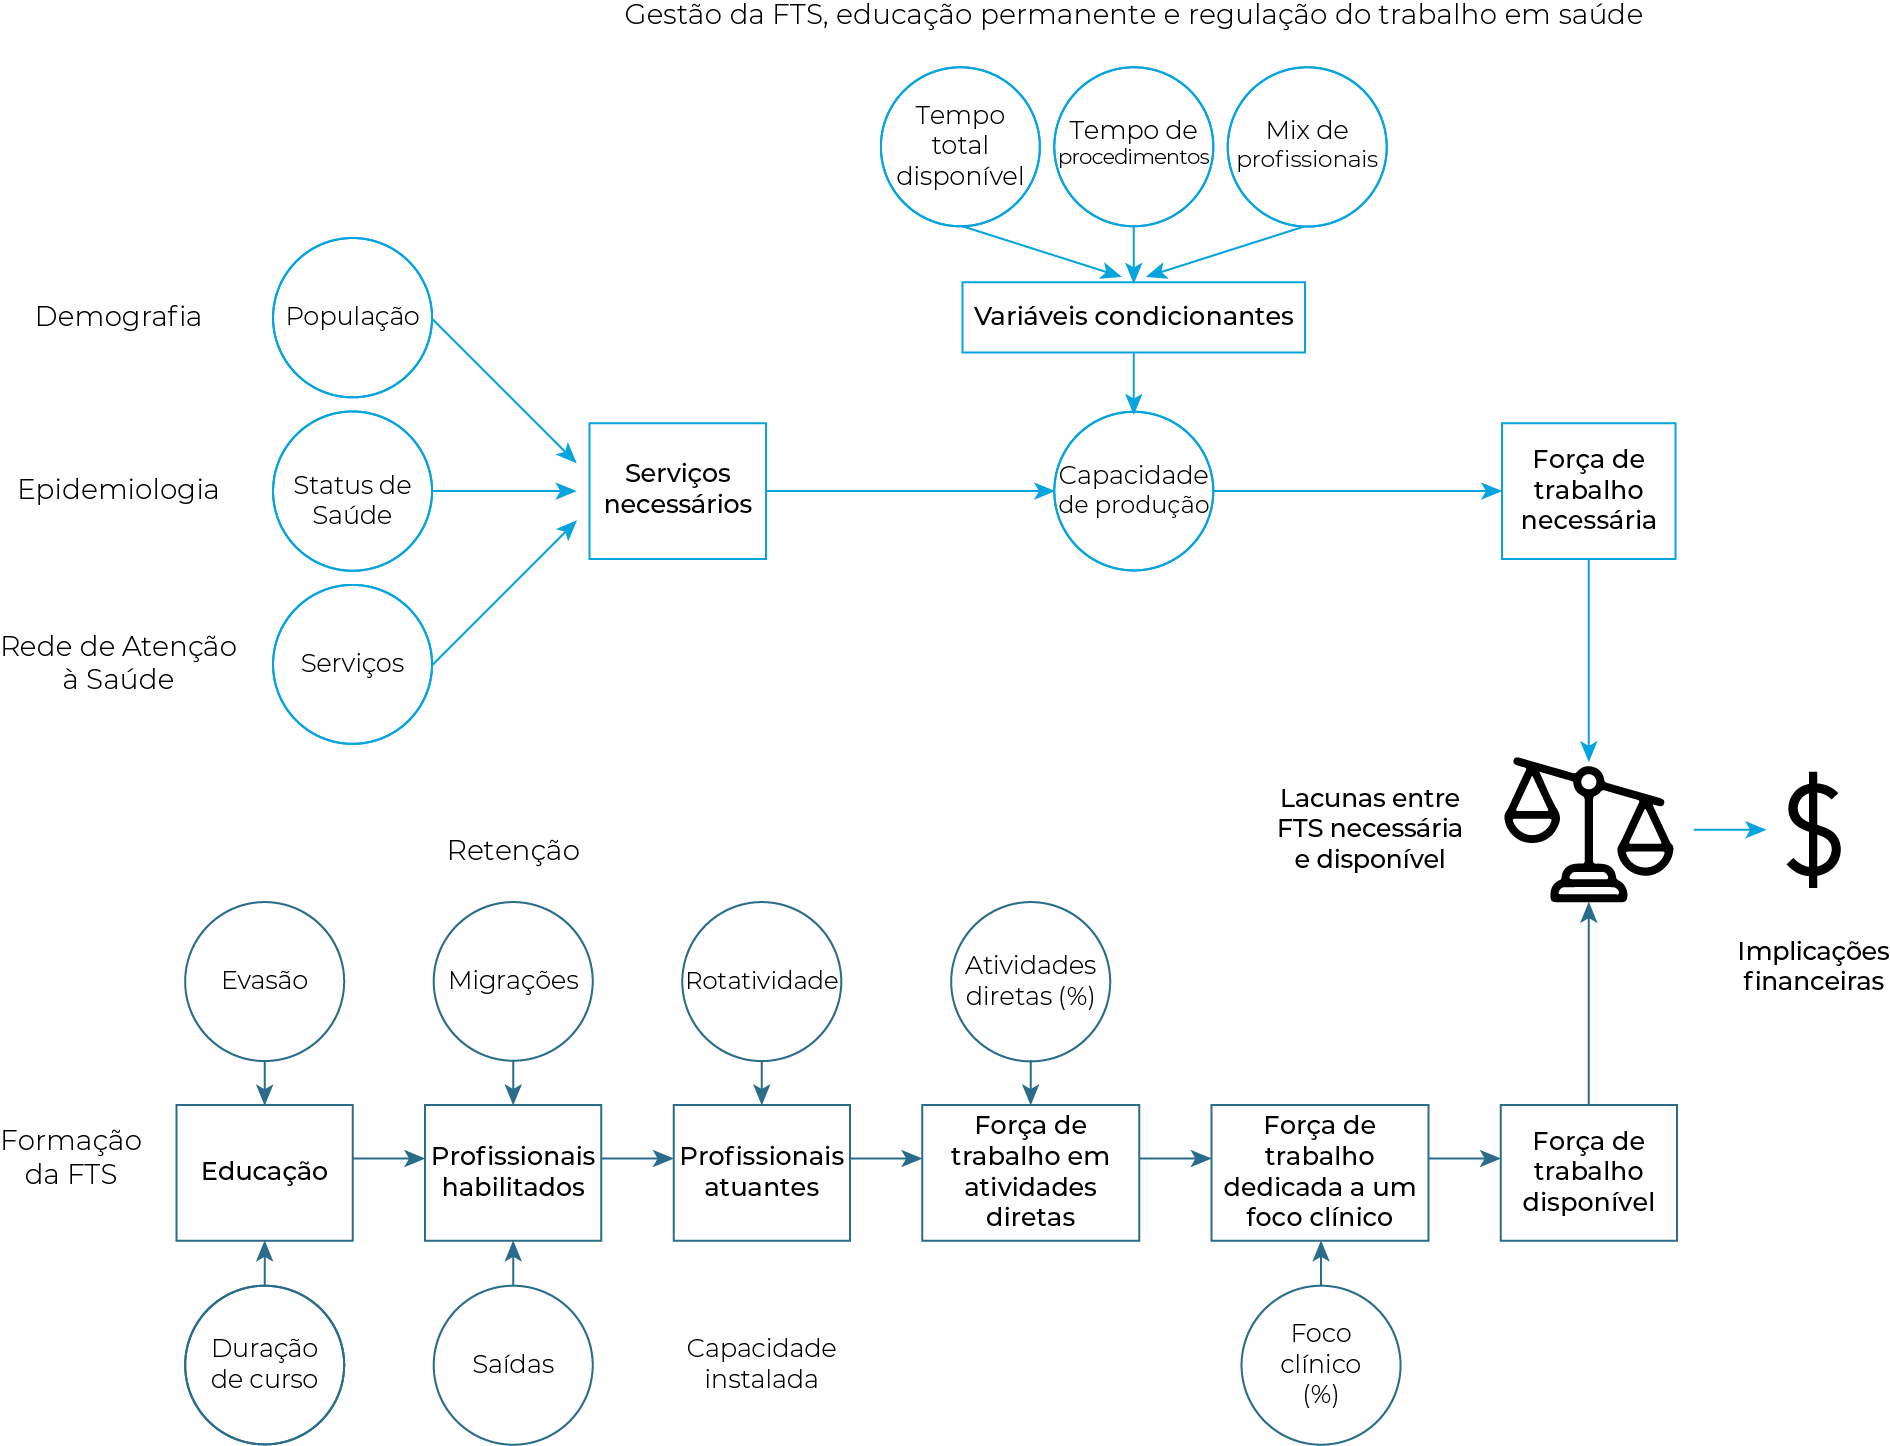 Gestão da FTS, educação permanente e regulação do trabalho em saúde
Tempo
total
disponível
Tempo de
procedimentos
Mix de
profissionais
Variáveis condicionantes
Demografia
População
Epidemiologia
Status de
Saúde
Rede de Atenção
à Saúde
Serviços
Serviços
necessários
Capacidade
de produção
Força de
trabalho
necessária
Lacunas entre
FTS necessária
e disponível
$
Implicações
financeiras
Retenção
Evasão
Migrações
Rotatividade
Atividades
diretas (%)
Formação
da FTS
Educação
Profissionais
habilitados
Profissionais
atuantes
Força de
trabalho em
atividades
diretas
Força de
trabalho
dedicada a um
foco clínico
Força de
trabalho
disponível
Duração
de curso
Saídas
Capacidade
instalada
Foco
clínico
(%)